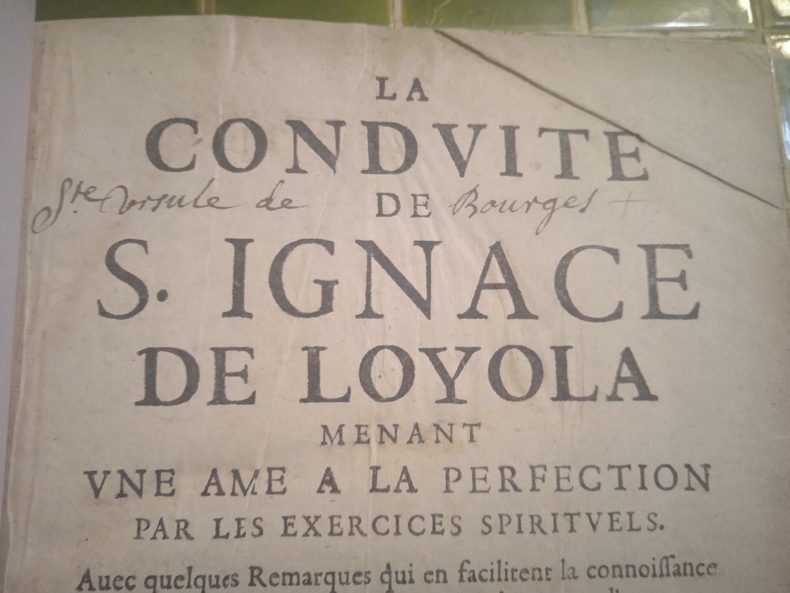 LA
CONDVITE
Ste Vrsule de DE Bourges +
S. IGNACE
DE LOYOLA
MENANT
VNE AME A LA PERFECTION
PAR LES EXERCICES SPIRITVELS.
Auec quelques Remarques qui en facilitent la connoiſſance